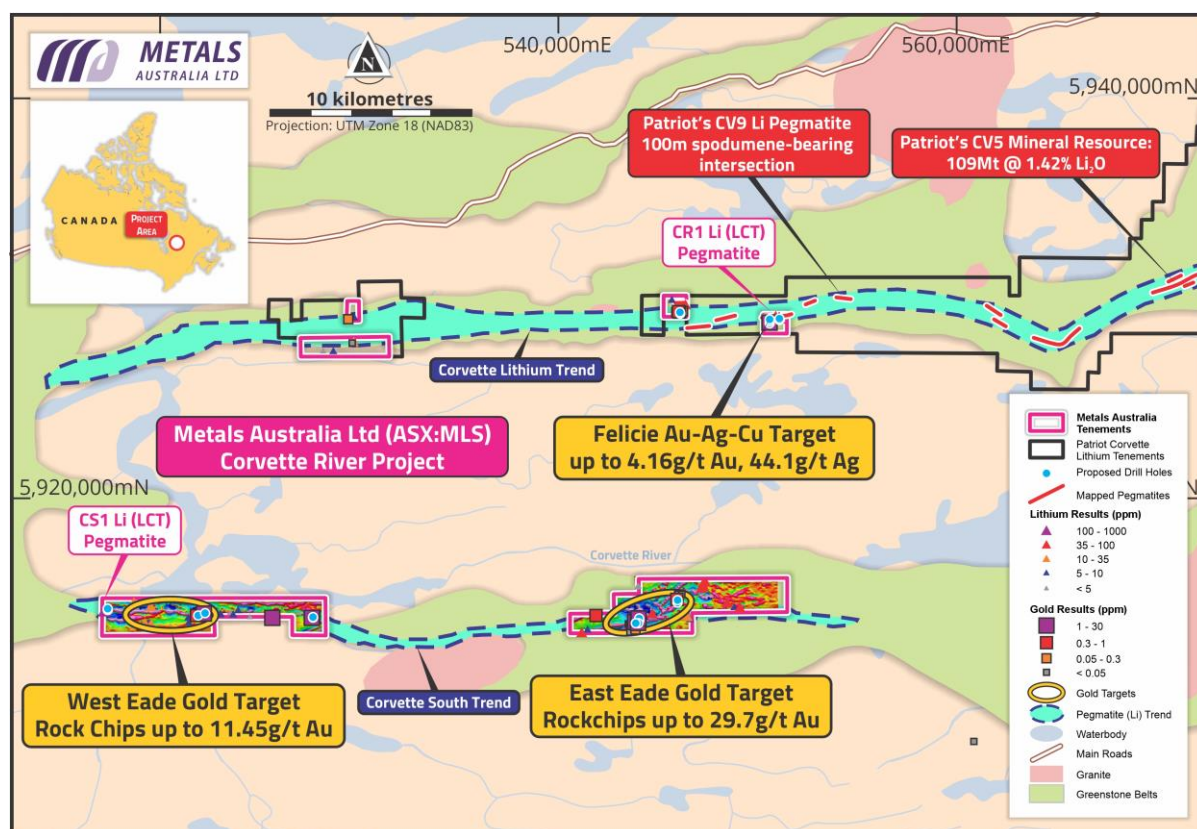 METALS
AUSTRALIA LTD
540,000mE
560,000mE
N
10 kilometres
Projection: UTM Zone 18 (NAD83)
5,940,000mN
CANADA
PROJECT
AREA
Patriot's CV9 Li Pegmatite
100m spodumene-bearing
intersection
Patriot's CV5 Mineral Resource:
109Mt @ 1.42% Li₂O
CR1 Li (LCT)
Pegmatite
Corvette Lithium Trend
Metals Australia Ltd (ASX:MLS)
Corvette River Project
Felicie Au-Ag-Cu Target
up to 4.16g/t Au, 44.1g/t Ag
5,920,000mN
N
CS1 Li (LCT)
Pegmatite
Corvette River
West Eade Gold Target
Rock Chips up to 11.45g/t Au
Corvette South Trend
East Eade Gold Target
Rockchips up to 29.7g/t Au
Metals Australia
Tenements
Patriot Corvette
Lithium Tenements
Proposed Drill Holes
Mapped Pegmatites
Lithium Results (ppm)
100 - 1000
35 - 100
10 - 35
5 - 10
< 5
Gold Results (ppm)
1 - 30
0.3 - 1
0.05 - 0.3
< 0.05
Gold Targets
Pegmatite (Li) Trend
Waterbody
Main Roads
Granite
Greenstone Belts